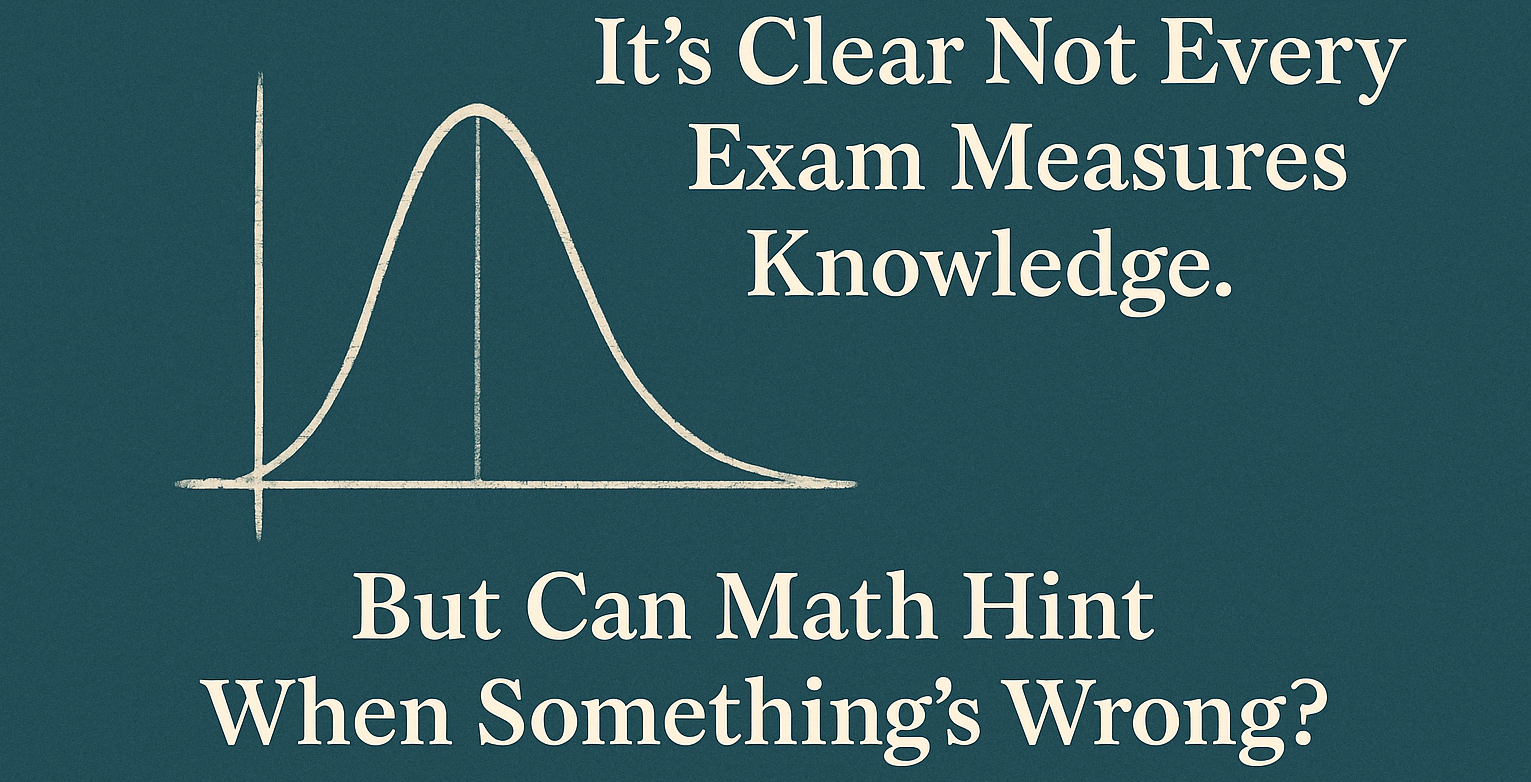 It’s Clear Not Every
Exam Measures
Knowledge.
But Can Math Hint
When Something’s Wrong?